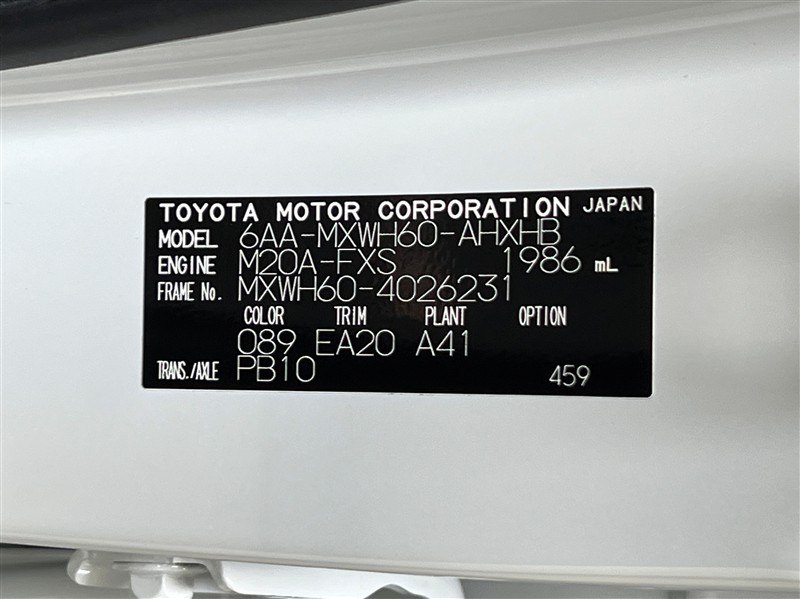 TOYOTA MOTOR CORPORATION JAPAN
MODEL 6AA-MXWH60-AHXHB
ENGINE M20A-FXS 1986 mL
FRAME No. MXWH60-4026231
COLOR TRIM PLANT OPTION
089 EA20 A41
TRANS./AXLE PB10 459